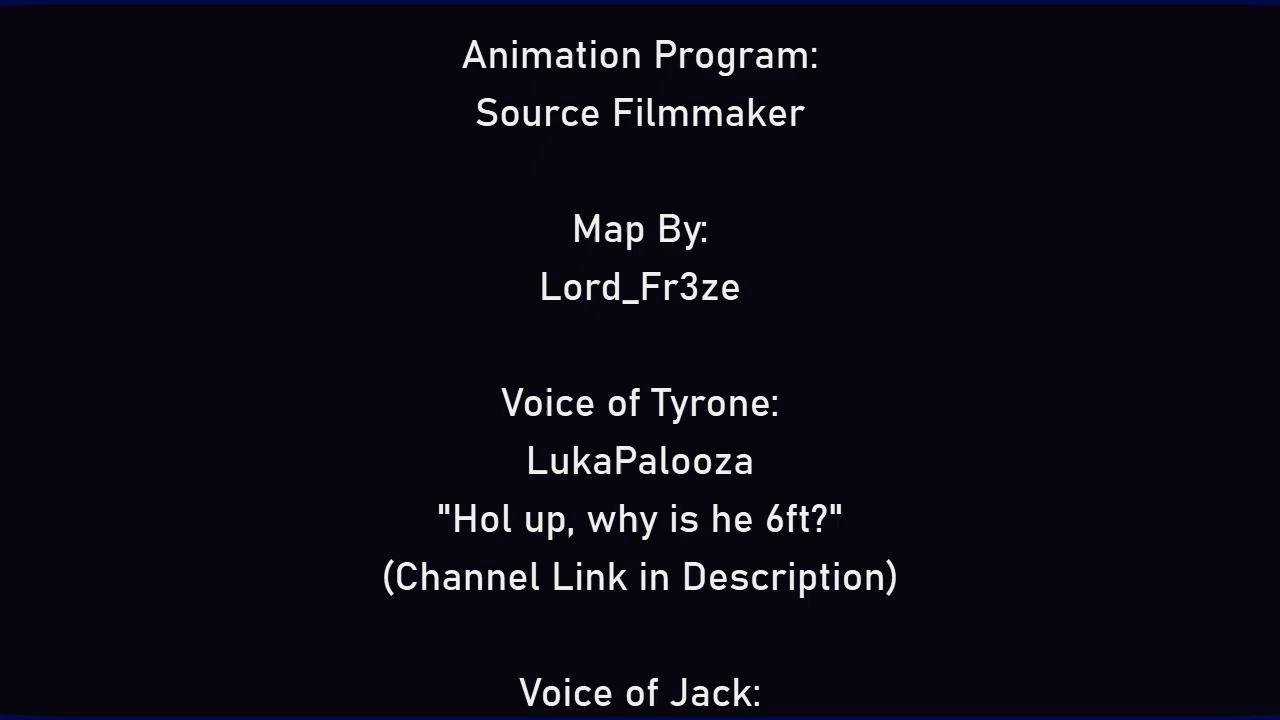 Animation Program:
Source Filmmaker
Map By:
Lord_Fr3ze
Voice of Tyrone:
LukaPalooza
"Hol up, why is he 6ft?"
(Channel Link in Description)
Voice of Jack: